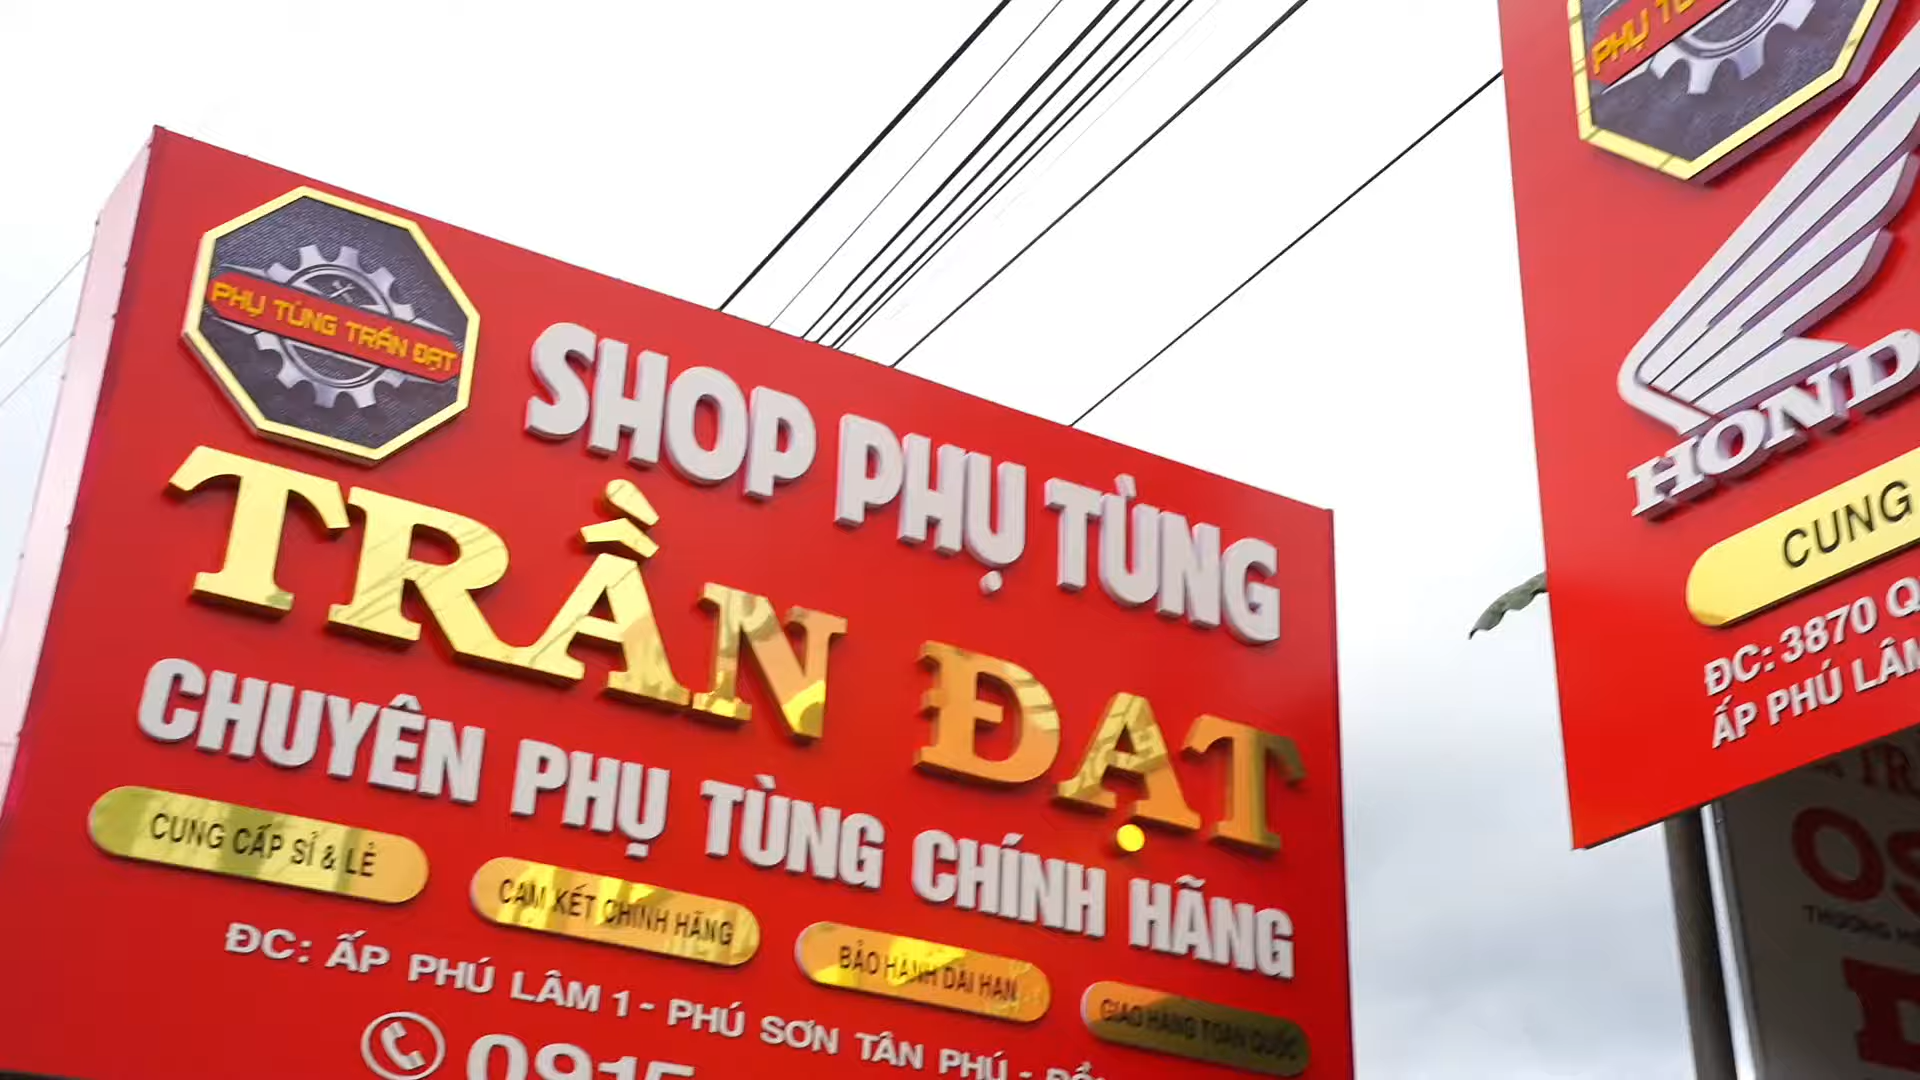 PHỤ TÙNG TRẦN ĐẠT
SHOP PHỤ TÙNG
TRẦN ĐẠT
CHUYÊN PHỤ TÙNG CHÍNH HÃNG
CUNG CẤP SỈ & LẺ
CAM KẾT CHÍNH HÃNG
BẢO HÀNH DÀI HẠN
GIAO HÀNG TOÀN QUỐC
ĐC: ẤP PHÚ LÂM 1 - PHÚ SƠN TÂN PHÚ -
0915
PHỤ
HOND
CUNG
ĐC: 3870 Q
ẤP PHÚ LÂM
OS